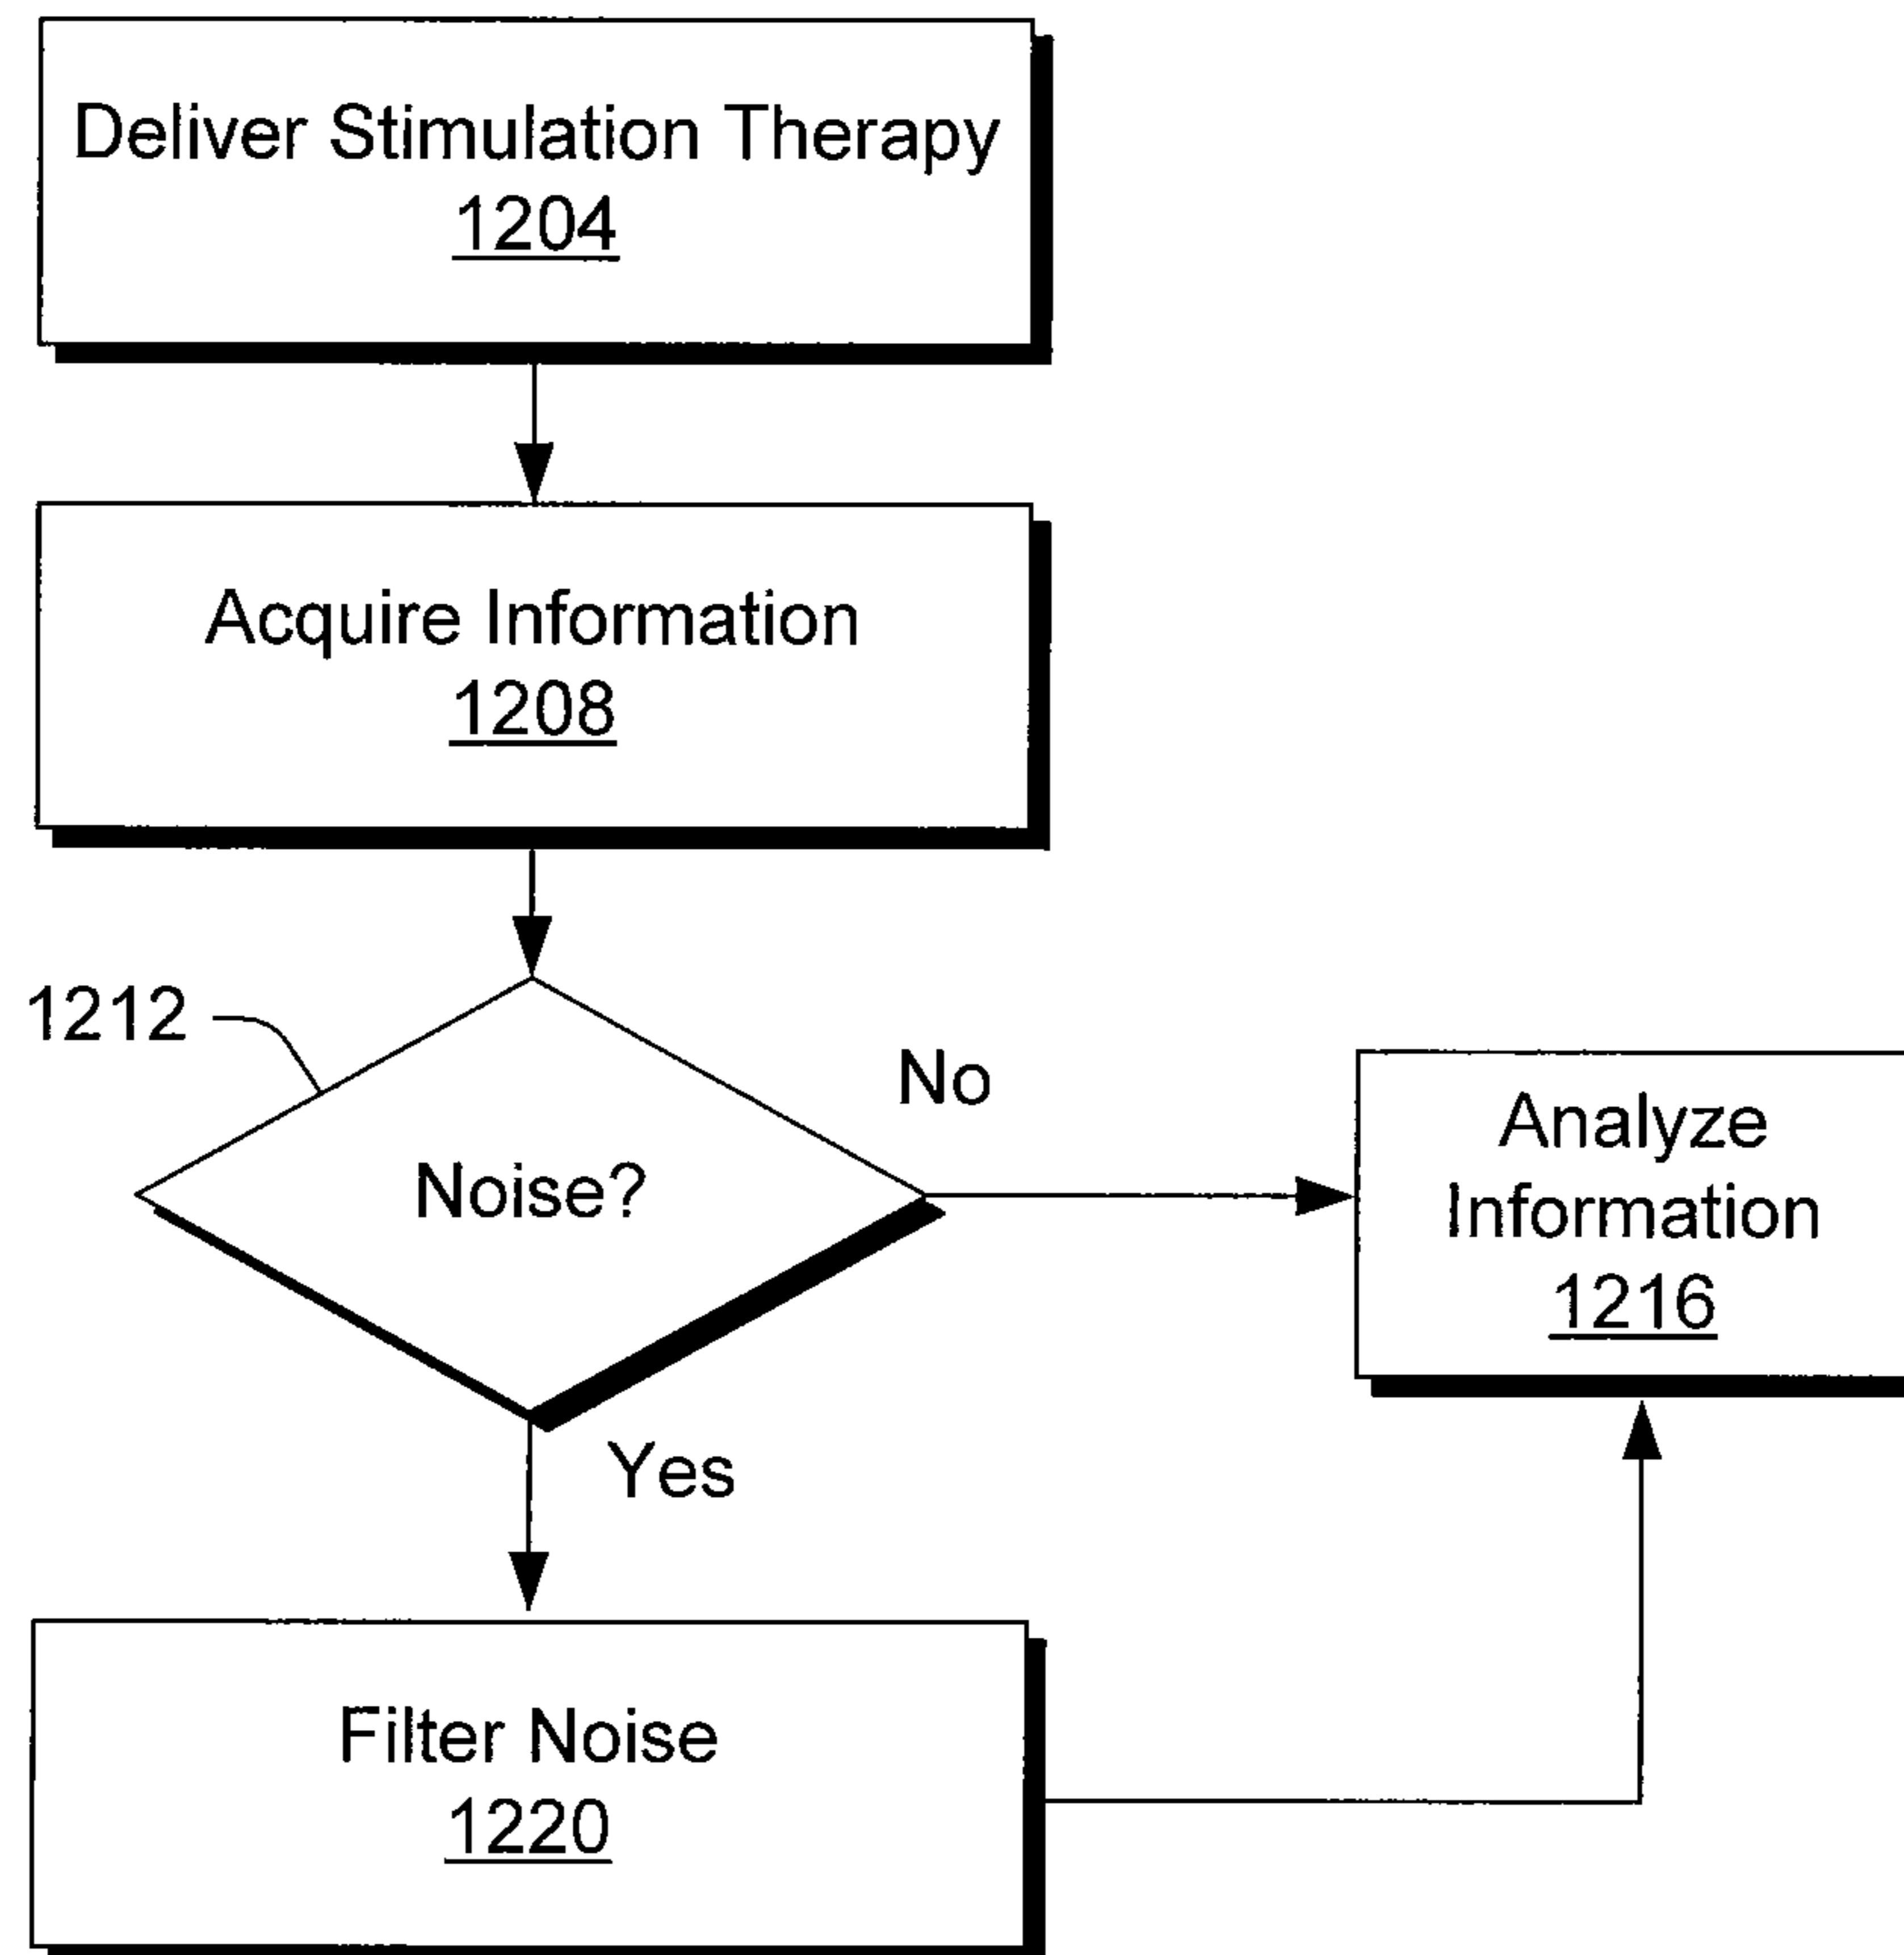 Deliver Stimulation Therapy
1204
Acquire Information
1208
1212
Noise?
No
Analyze
Information
1216
Yes
Filter Noise
1220